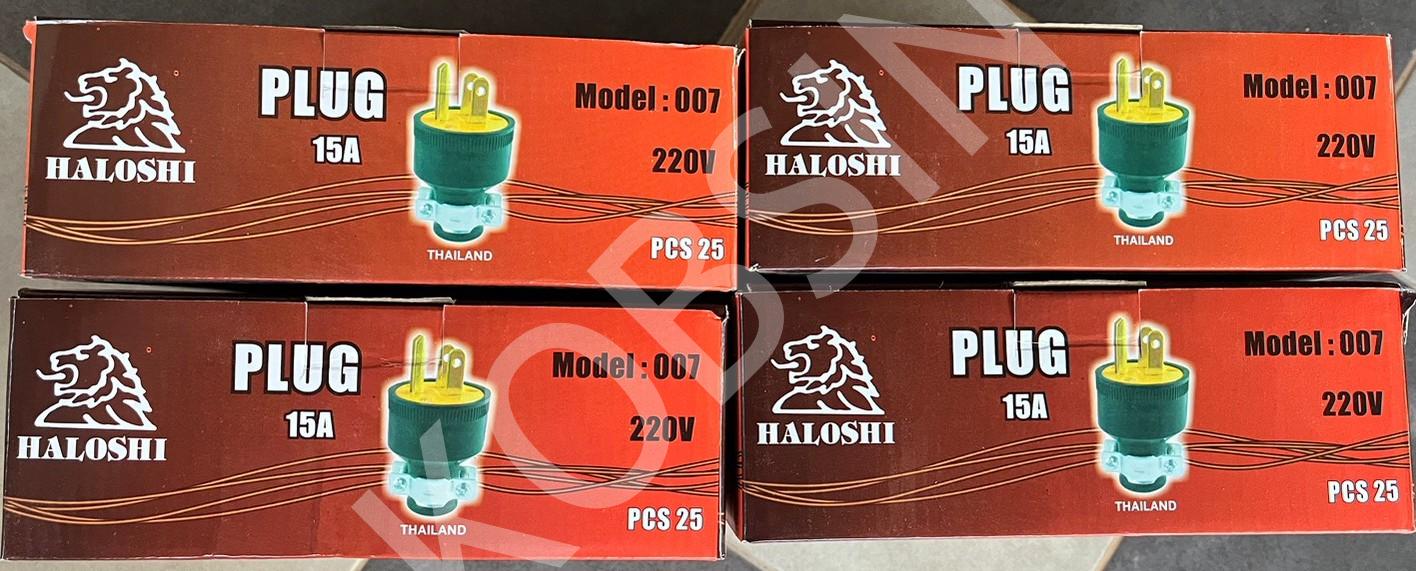 HALOSHI
PLUG
15A
Model : 007
220V
PCS 25
THAILAND
HALOSHI
PLUG
15A
Model : 007
220V
PCS 25
THAILAND
HALOSHI
PLUG
15A
Model : 007
220V
PCS 25
THAILAND
HALOSHI
PLUG
15A
Model : 007
220V
PCS 25
THAILAND
KOBSIN